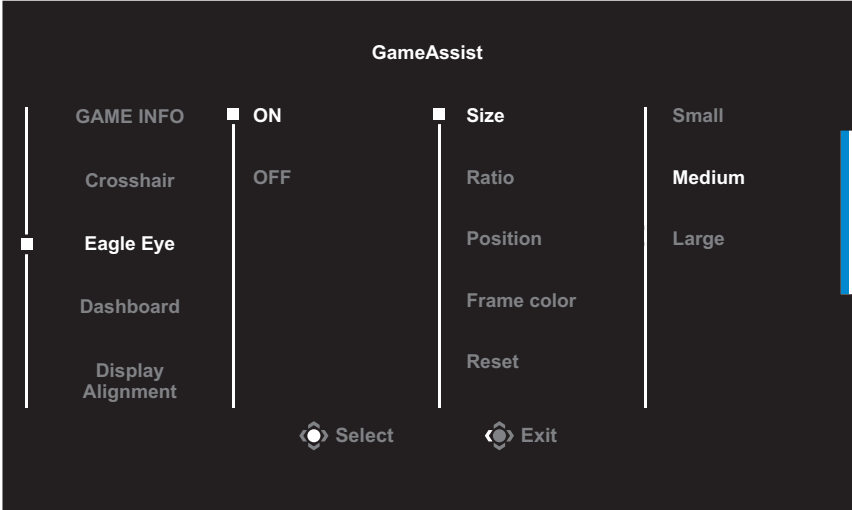 GameAssist
GAME INFO
Crosshair
Eagle Eye
Dashboard
Display
Alignment
ON
OFF
Size
Ratio
Position
Frame color
Reset
Small
Medium
Large
Select
Exit